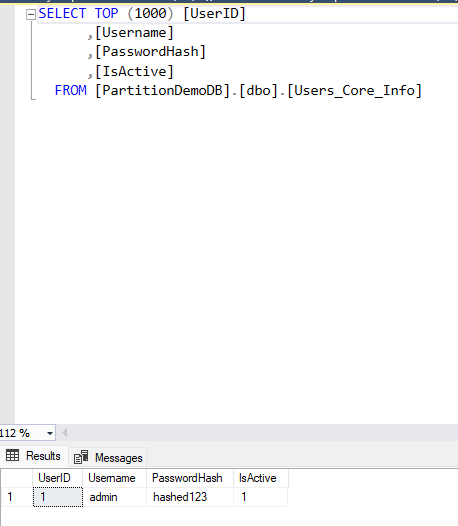 SELECT TOP (1000) [UserID]
,[Username]
,[PasswordHash]
,[IsActive]
FROM [PartitionDemoDB].[dbo].[Users_Core_Info]
112 %
Results Messages
UserID Username PasswordHash IsActive
1 1 admin hashed123 1